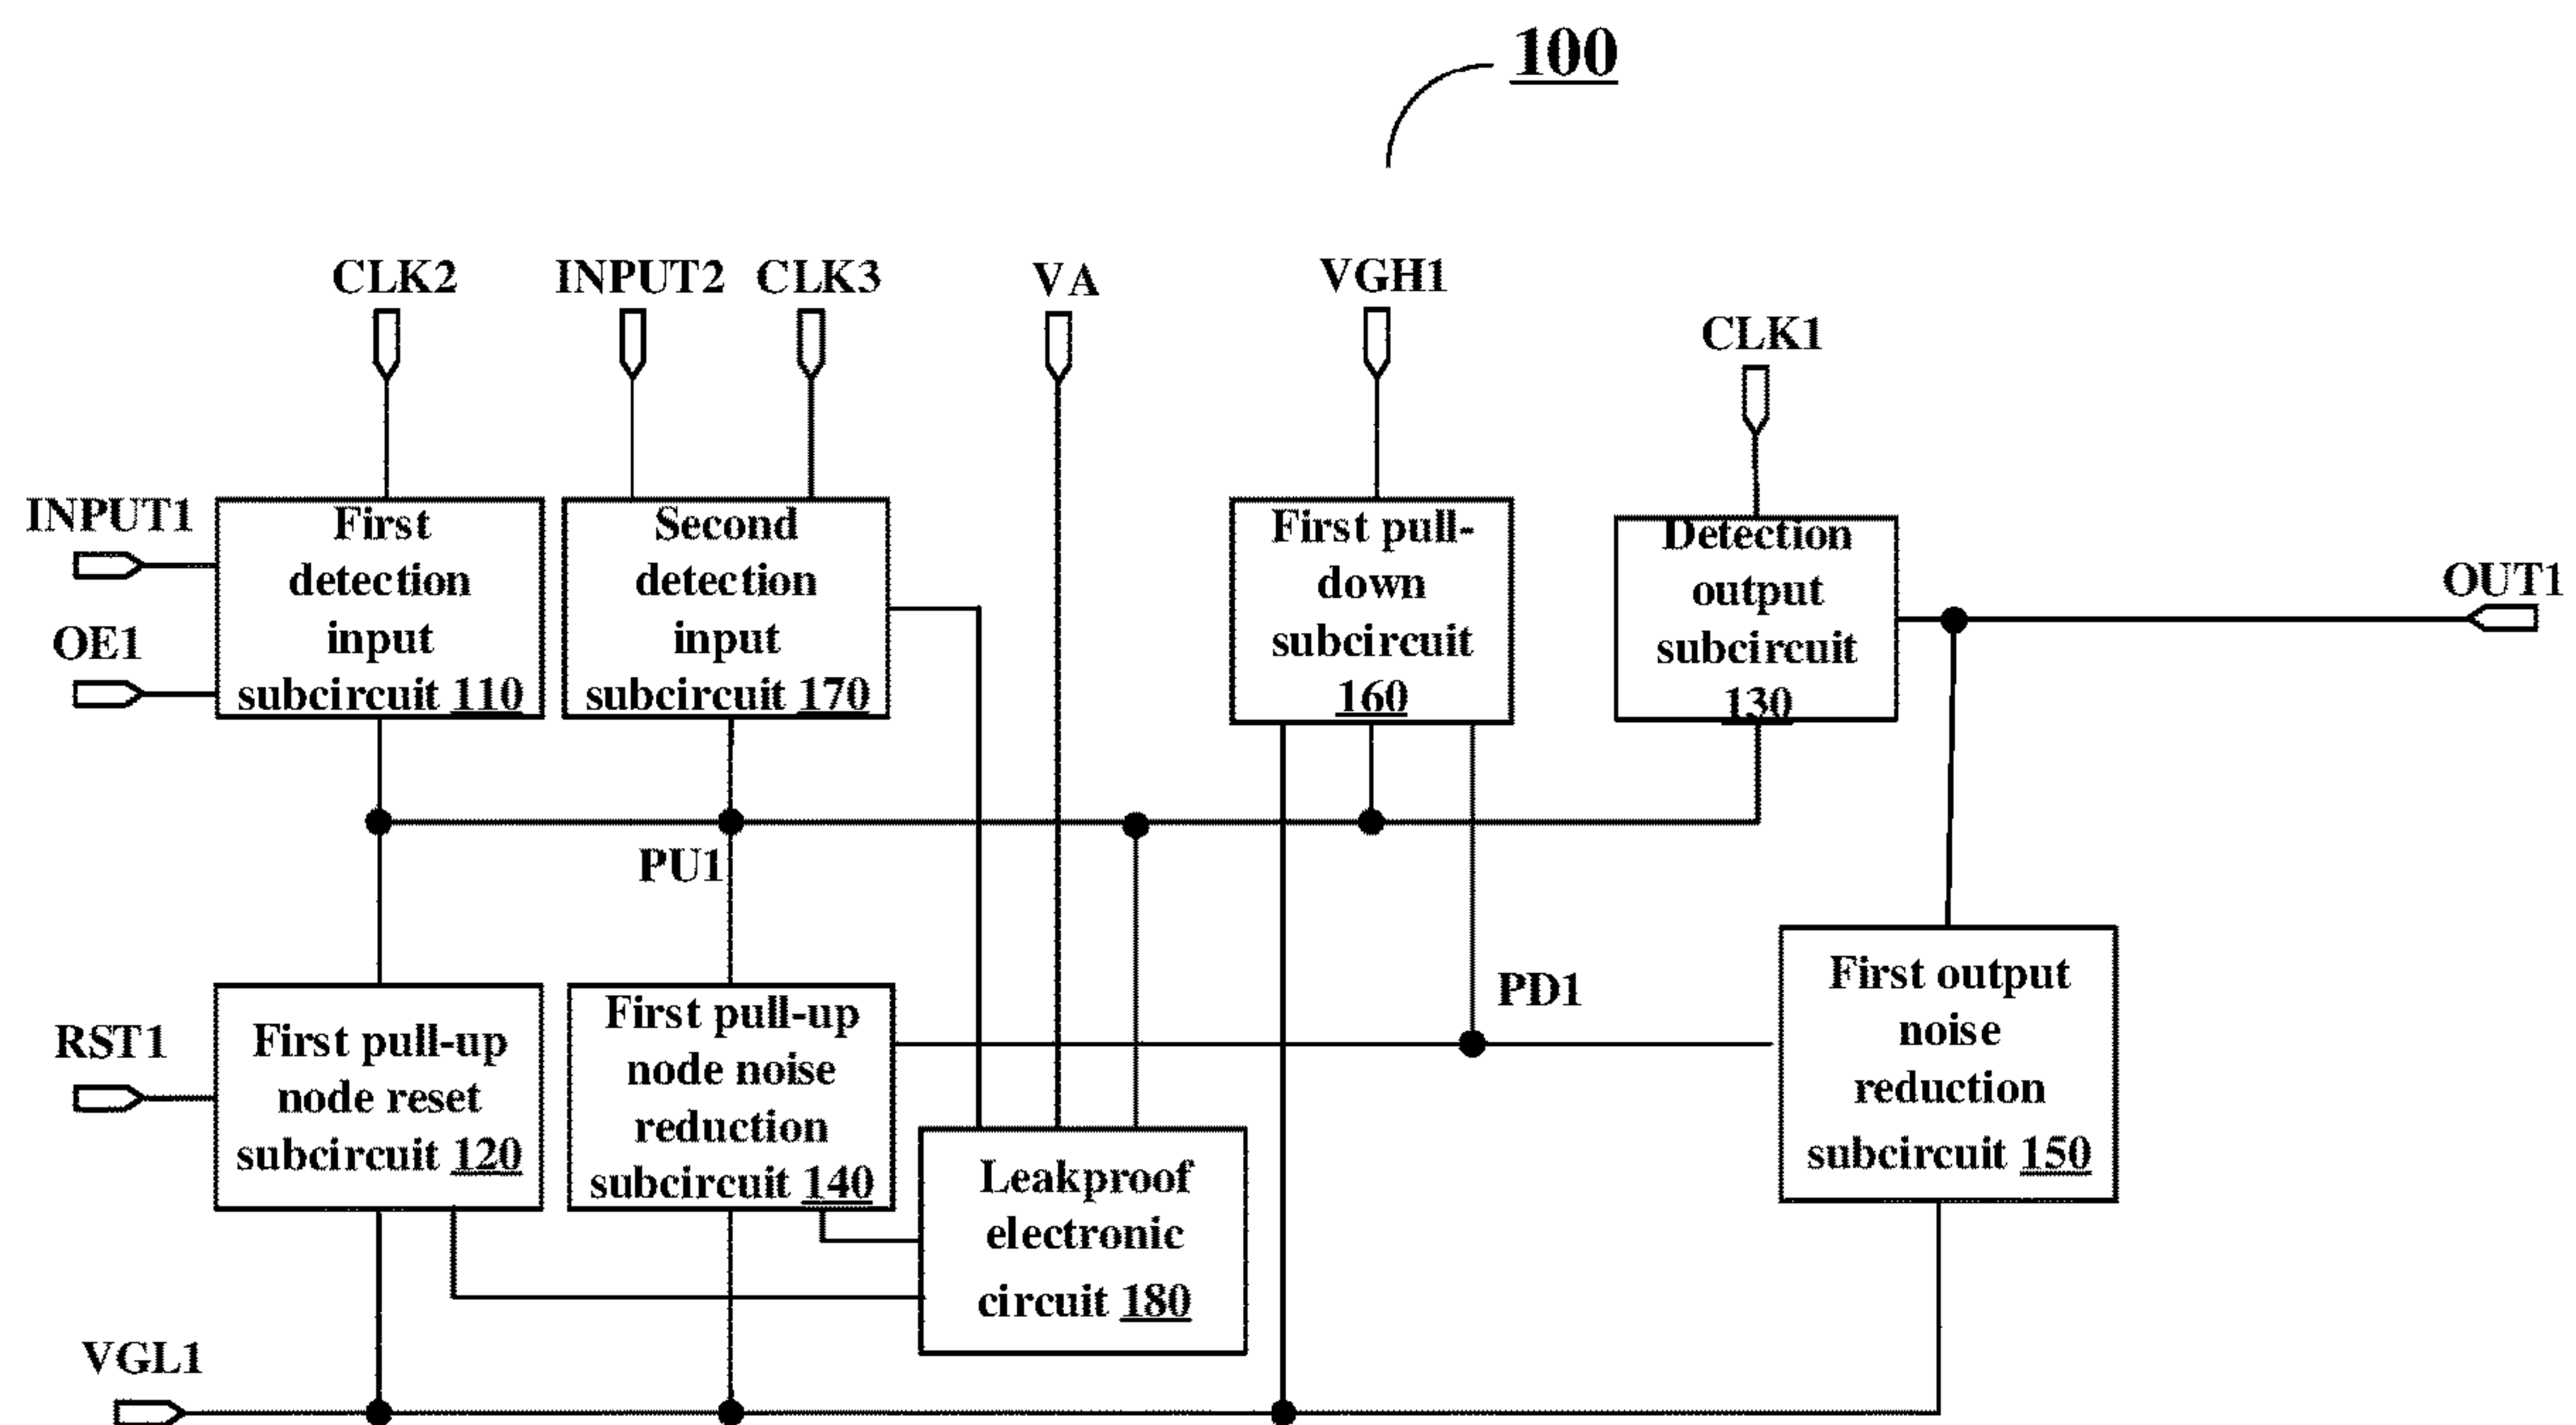 100
CLK2
INPUT2
CLK3
VA
VGH1
CLK1
INPUT1
OE1
First
detection
input
subcircuit 110
Second
detection
input
subcircuit 170
First pull-
down
subcircuit
160
Detection
output
subcircuit
130
OUT1
PU1
PD1
RST1
First pull-up
node reset
subcircuit 120
First pull-up
node noise
reduction
subcircuit 140
Leakproof
electronic
circuit 180
First output
noise
reduction
subcircuit 150
VGL1